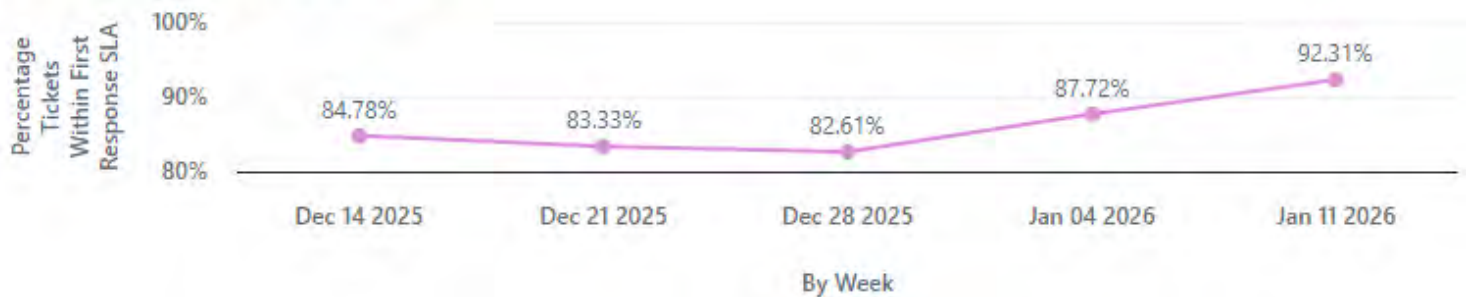 Percentage
Tickets
Within First
Response SLA
100%
90%
80%
84.78%
83.33%
82.61%
87.72%
92.31%
Dec 14 2025
Dec 21 2025
Dec 28 2025
Jan 04 2026
Jan 11 2026
By Week